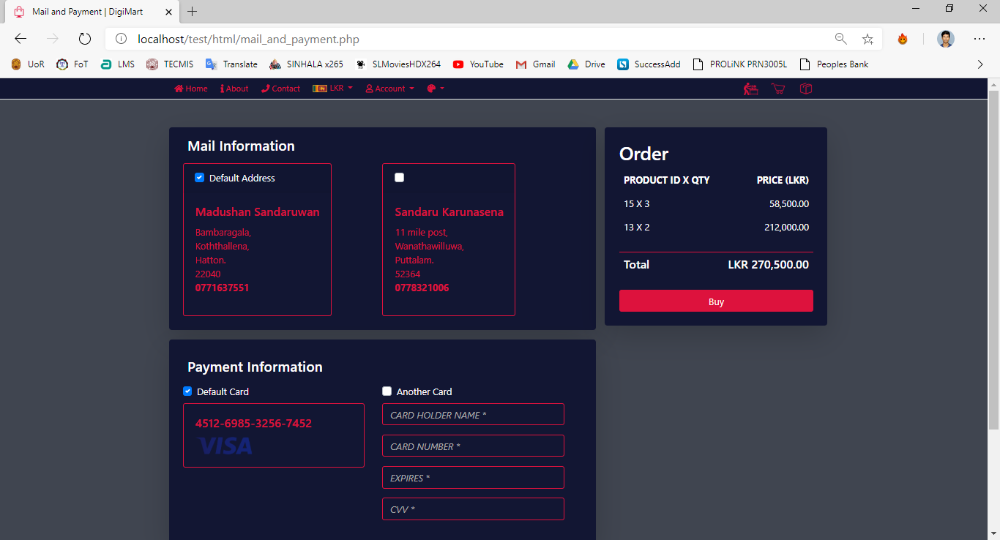 Mail and Payment | DigiMart
localhost/test/html/mail_and_payment.php
UoR FoT LMS TECMIS Translate SINHALA x265 SLMoviesHDX264 YouTube Gmail Drive SuccessAdd PROLiNK PRN3005L Peoples Bank
Home About Contact LKR Account
Mail Information
Default Address
Madushan Sandaruwan
Bambaragala,
Koththallena,
Hatton.
22040
0771637551
Sandaru Karunasena
11 mile post,
Wanathawilluwa,
Puttalam.
52364
0778321006
Order
PRODUCT ID X QTY PRICE (LKR)
15 X 3 58,500.00
13 X 2 212,000.00
Total LKR 270,500.00
Buy
Payment Information
Default Card
4512-6985-3256-7452
VISA
Another Card
CARD HOLDER NAME *
CARD NUMBER *
EXPIRES *
CVV *